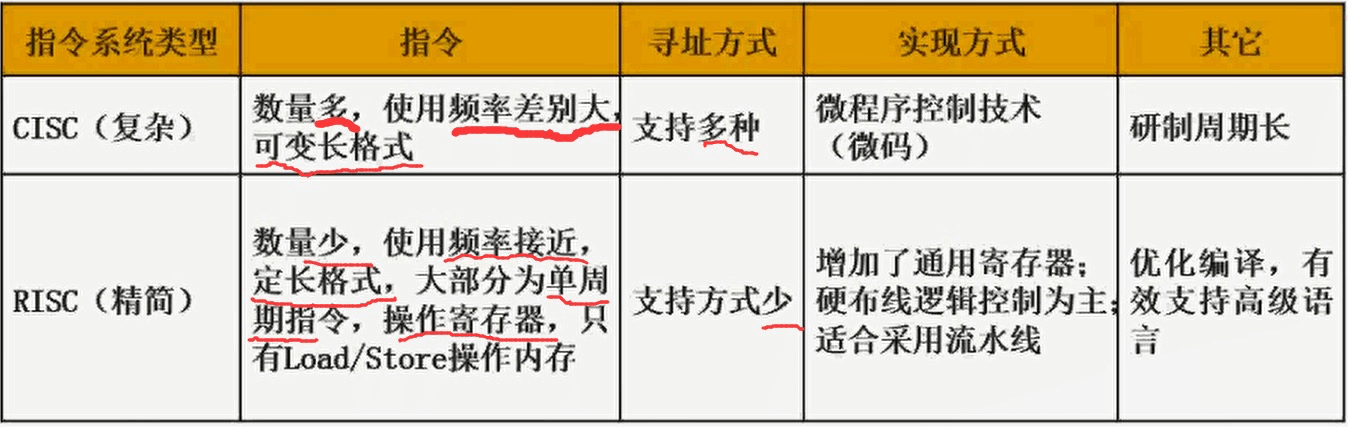 指令系统类型
指令
寻址方式
实现方式
其它
CISC（复杂）
数量多，使用频率差别大，
可变长格式
支持多种
微程序控制技术
（微码）
研制周期长
RISC（精简）
数量少，使用频率接近，
定长格式，大部分为单周
期指令，操作寄存器，只
有Load/Store操作内存
支持方式少
增加了通用寄存器；
硬布线逻辑控制为主；
适合采用流水线
优化编译，有
效支持高级语
言